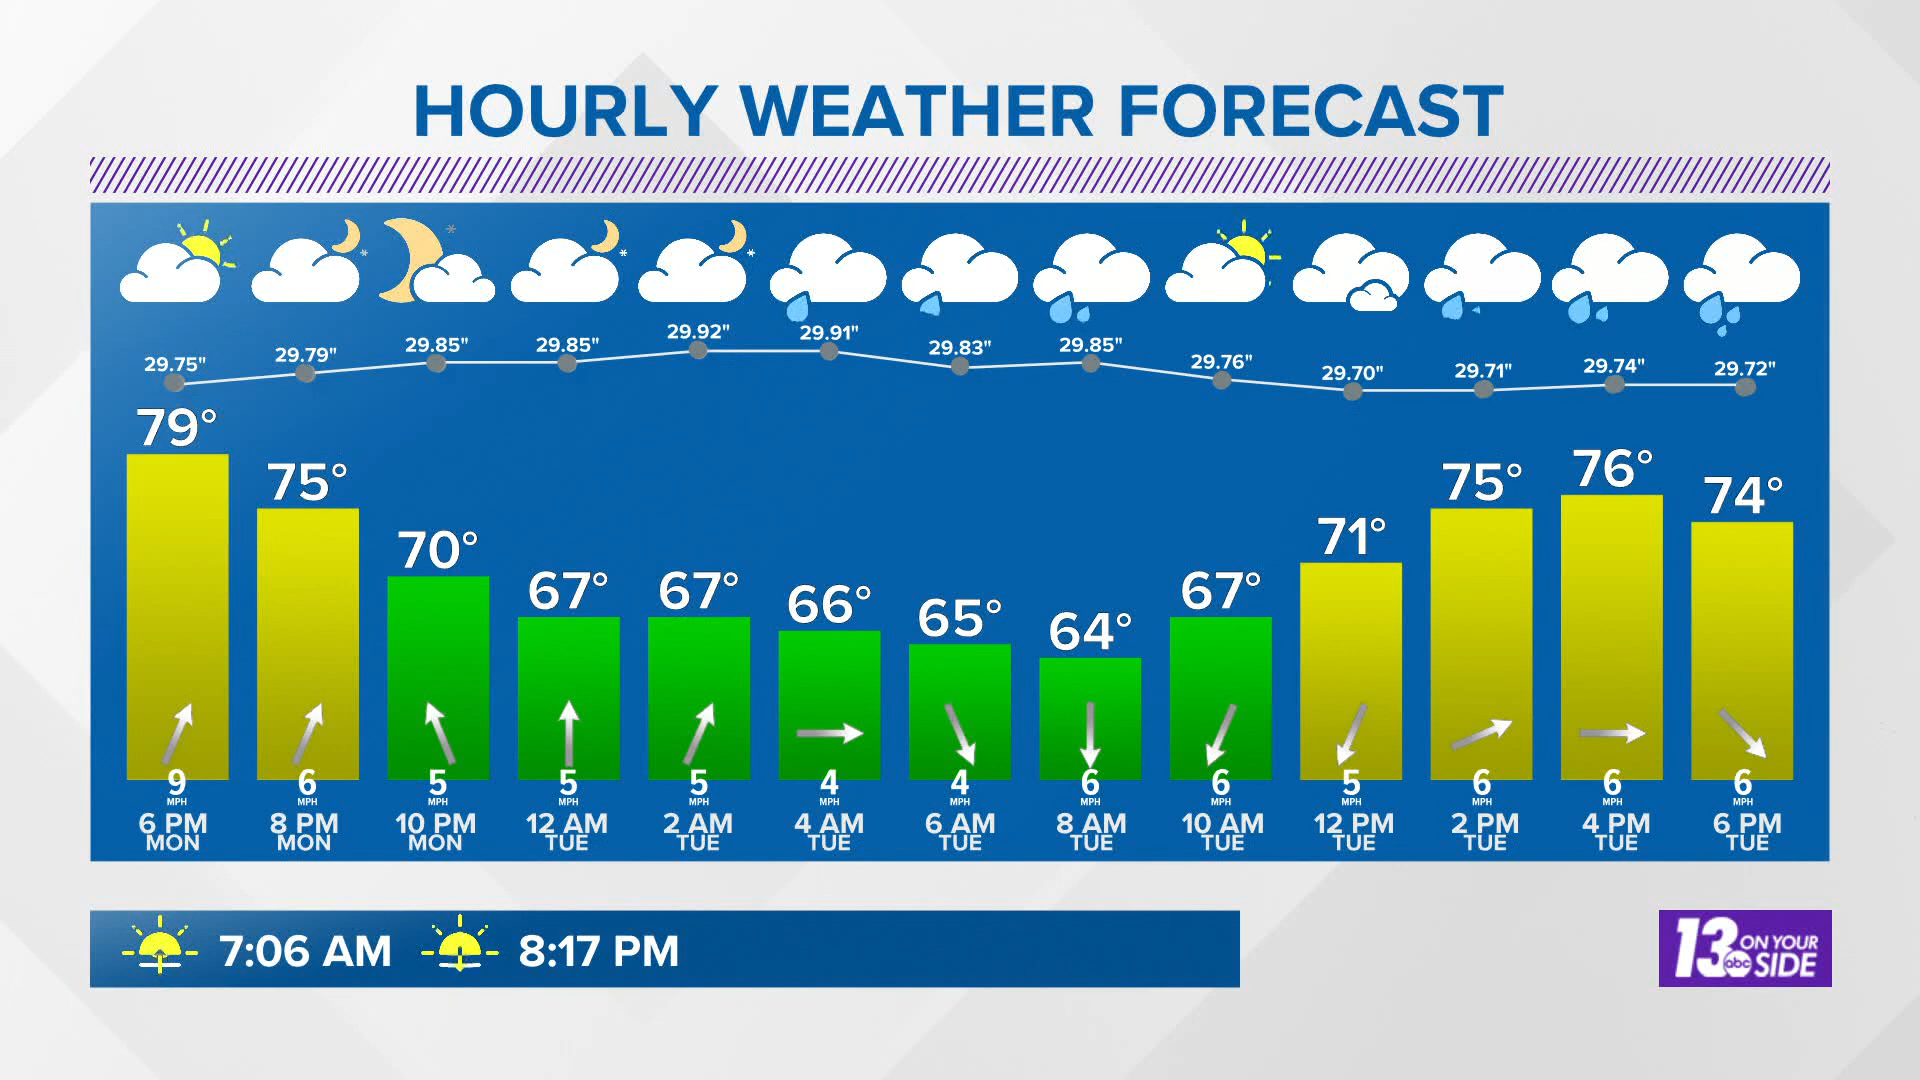 HOURLY WEATHER FORECAST
29.75" 29.79" 29.85" 29.85" 29.92" 29.91" 29.83" 29.85" 29.76" 29.70" 29.71" 29.74" 29.72"
79° 75° 70° 67° 67° 66° 65° 64° 67° 71° 75° 76° 74°
9 6 5 5 5 4 4 6 6 5 6 6 6
MPH MPH MPH MPH MPH MPH MPH MPH MPH MPH MPH MPH MPH
6 PM 8 PM 10 PM 12 AM 2 AM 4 AM 6 AM 8 AM 10 AM 12 PM 2 PM 4 PM 6 PM
MON MON MON TUE TUE TUE TUE TUE TUE TUE TUE TUE TUE
7:06 AM 8:17 PM
13 ON YOUR
abc SIDE